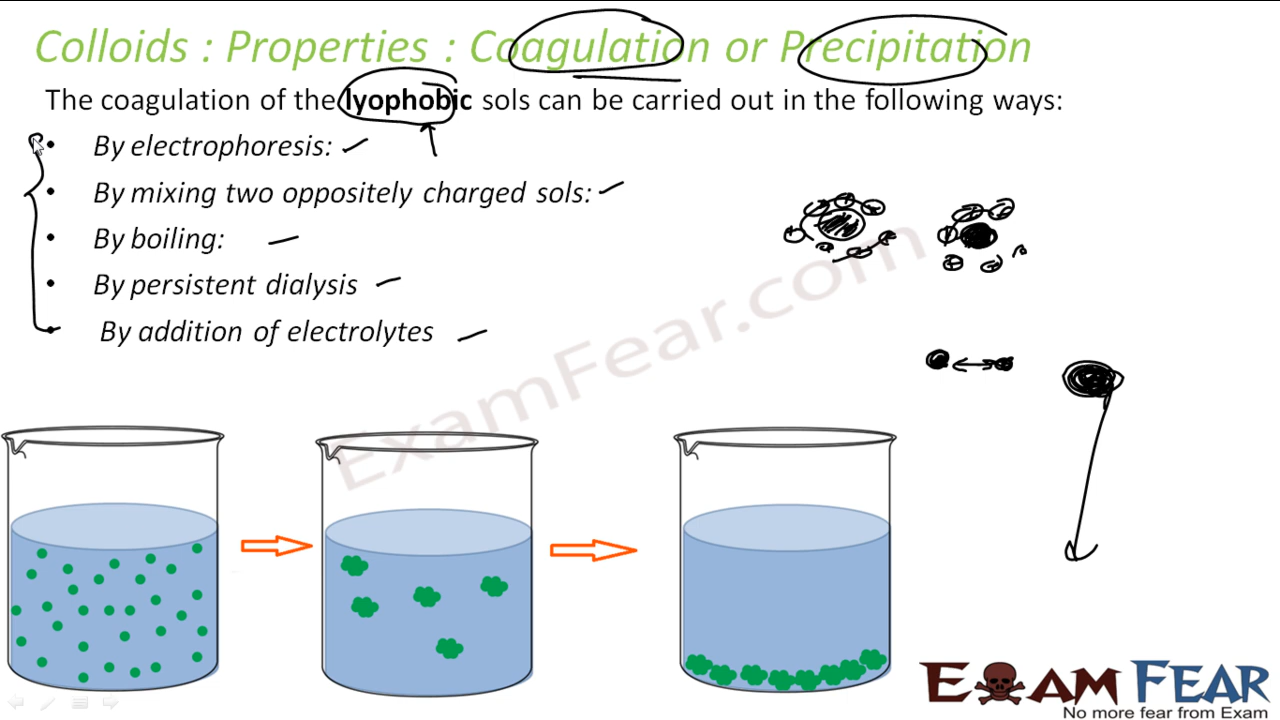 Colloids : Properties : Coagulation or Precipitation
The coagulation of the lyophobic sols can be carried out in the following ways:
• By electrophoresis:
• By mixing two oppositely charged sols:
• By boiling:
• By persistent dialysis
• By addition of electrolytes
ExamFear.com
EXAM FEAR
No more fear from Exam